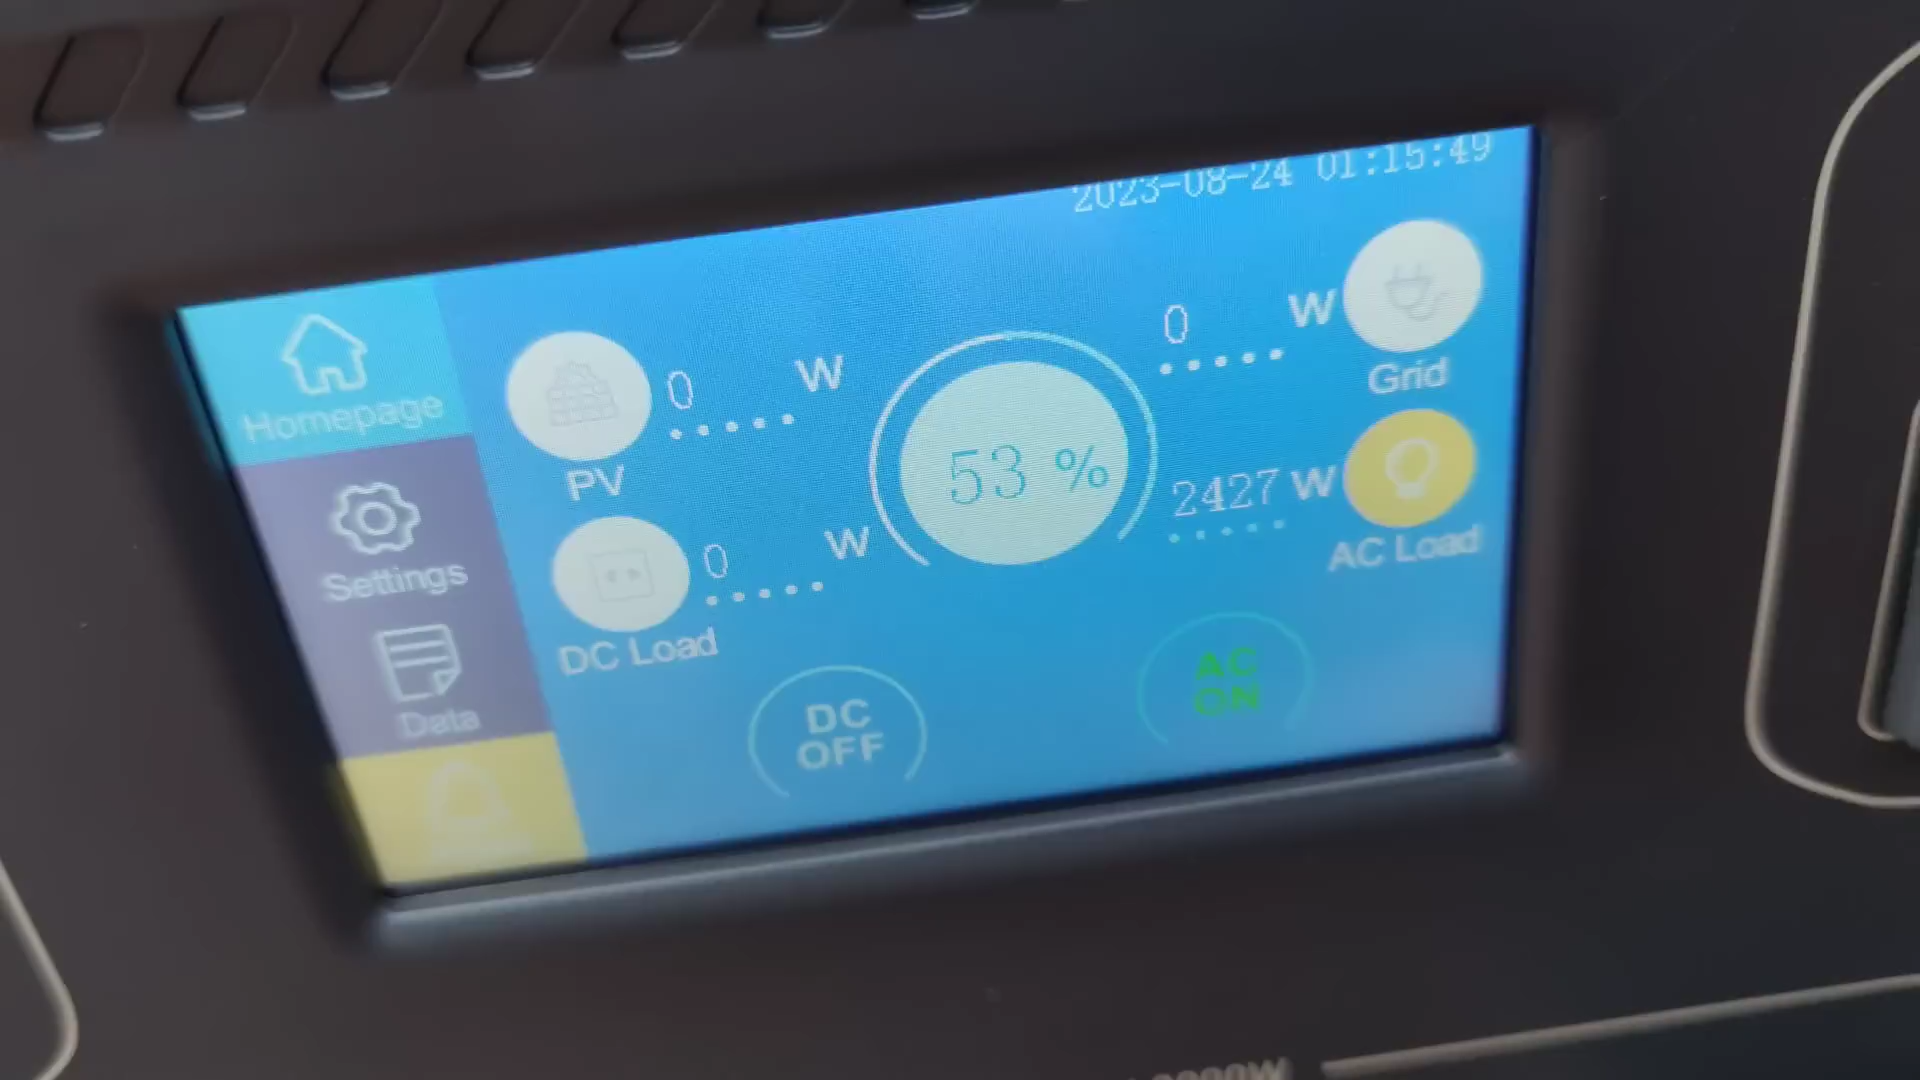 2023-08-24 01:15:49
Homepage
Settings
Data
0 W
PV
0 W
DC Load
53 %
0 W
Grid
2427 W
AC Load
DC
OFF
AC
ON